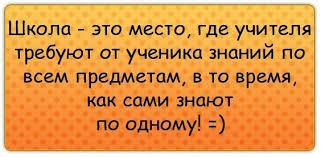 Школа - это место, где учителя
требуют от ученика знаний по
всем предметам, в то время,
как сами знают
по одному! =)